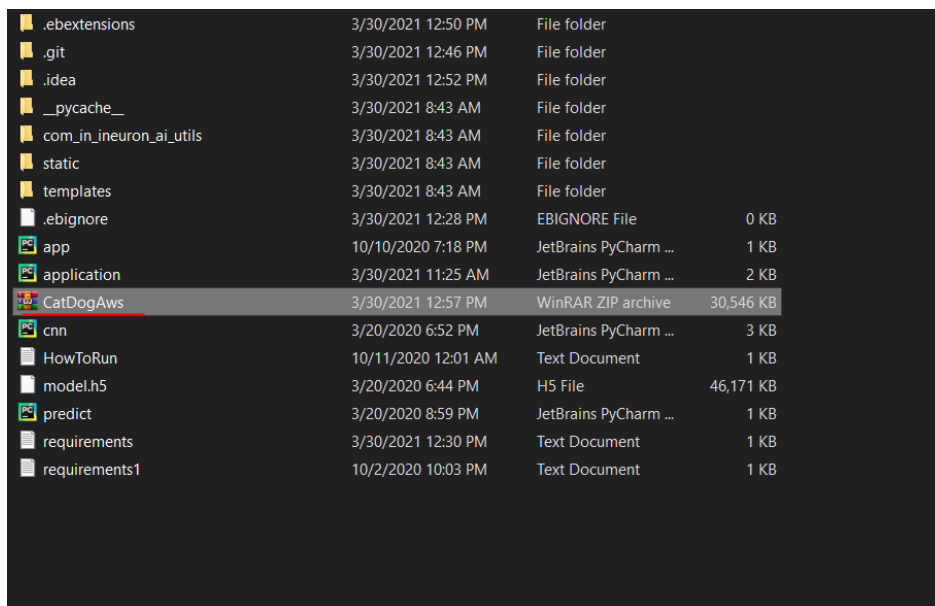 .ebextensions 3/30/2021 12:50 PM File folder
.git 3/30/2021 12:46 PM File folder
.idea 3/30/2021 12:52 PM File folder
__pycache__ 3/30/2021 8:43 AM File folder
com_in_ineuron_ai_utils 3/30/2021 8:43 AM File folder
static 3/30/2021 8:43 AM File folder
templates 3/30/2021 8:43 AM File folder
.ebignore 3/30/2021 12:28 PM EBIGNORE File 0 KB
app 10/10/2020 7:18 PM JetBrains PyCharm ... 1 KB
application 3/30/2021 11:25 AM JetBrains PyCharm ... 2 KB
CatDogAws 3/30/2021 12:57 PM WinRAR ZIP archive 30,546 KB
cnn 3/20/2020 6:52 PM JetBrains PyCharm ... 3 KB
HowToRun 10/11/2020 12:01 AM Text Document 1 KB
model.h5 3/20/2020 6:44 PM H5 File 46,171 KB
predict 3/20/2020 8:59 PM JetBrains PyCharm ... 1 KB
requirements 3/30/2021 12:30 PM Text Document 1 KB
requirements1 10/2/2020 10:03 PM Text Document 1 KB